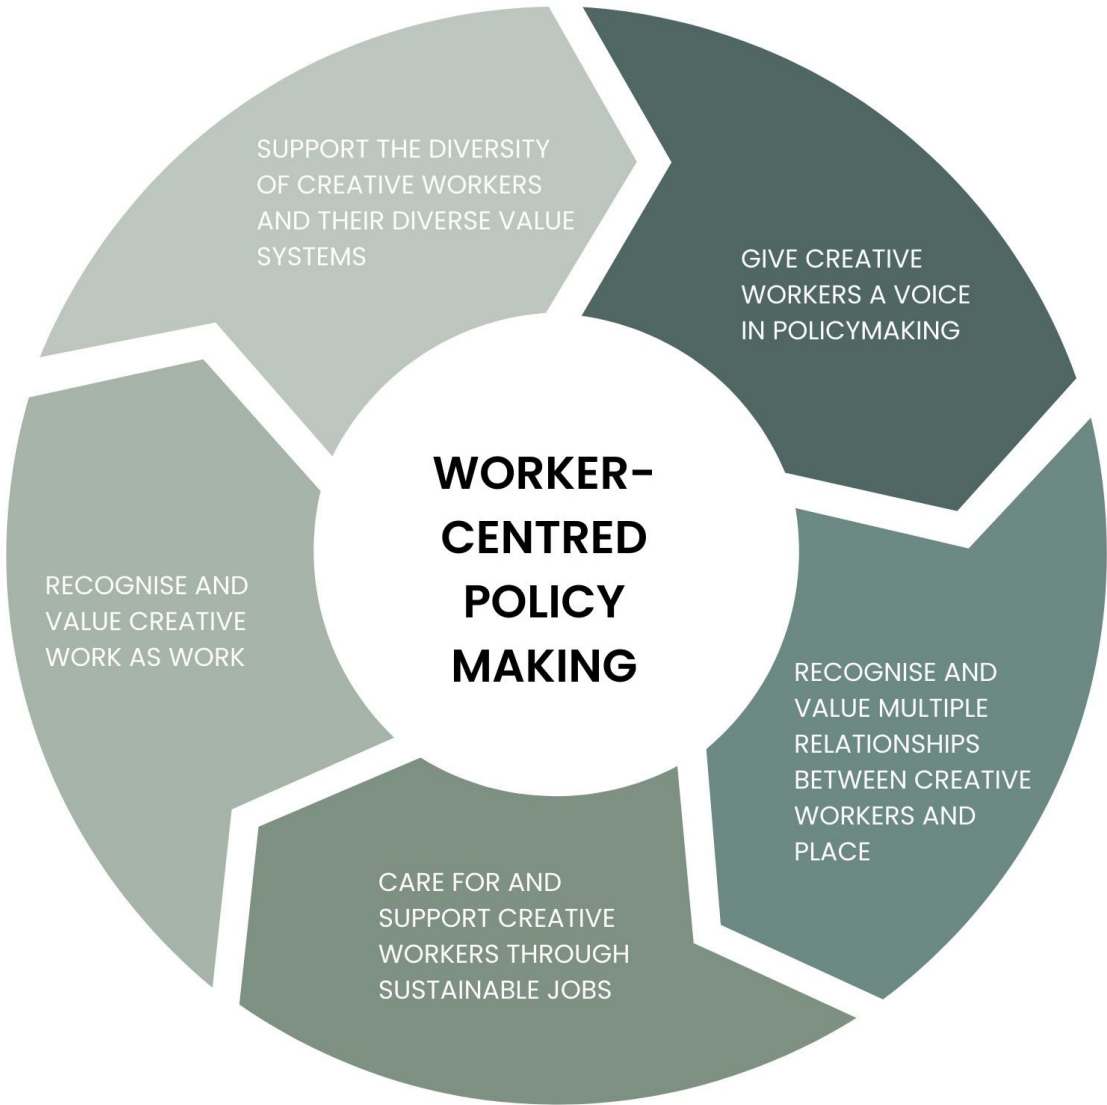 SUPPORT THE DIVERSITY
OF CREATIVE WORKERS
AND THEIR DIVERSE VALUE
SYSTEMS
GIVE CREATIVE
WORKERS A VOICE
IN POLICYMAKING
WORKER-
CENTRED
POLICY
MAKING
RECOGNISE AND
VALUE CREATIVE
WORK AS WORK
RECOGNISE AND
VALUE MULTIPLE
RELATIONSHIPS
BETWEEN CREATIVE
WORKERS AND
PLACE
CARE FOR AND
SUPPORT CREATIVE
WORKERS THROUGH
SUSTAINABLE JOBS